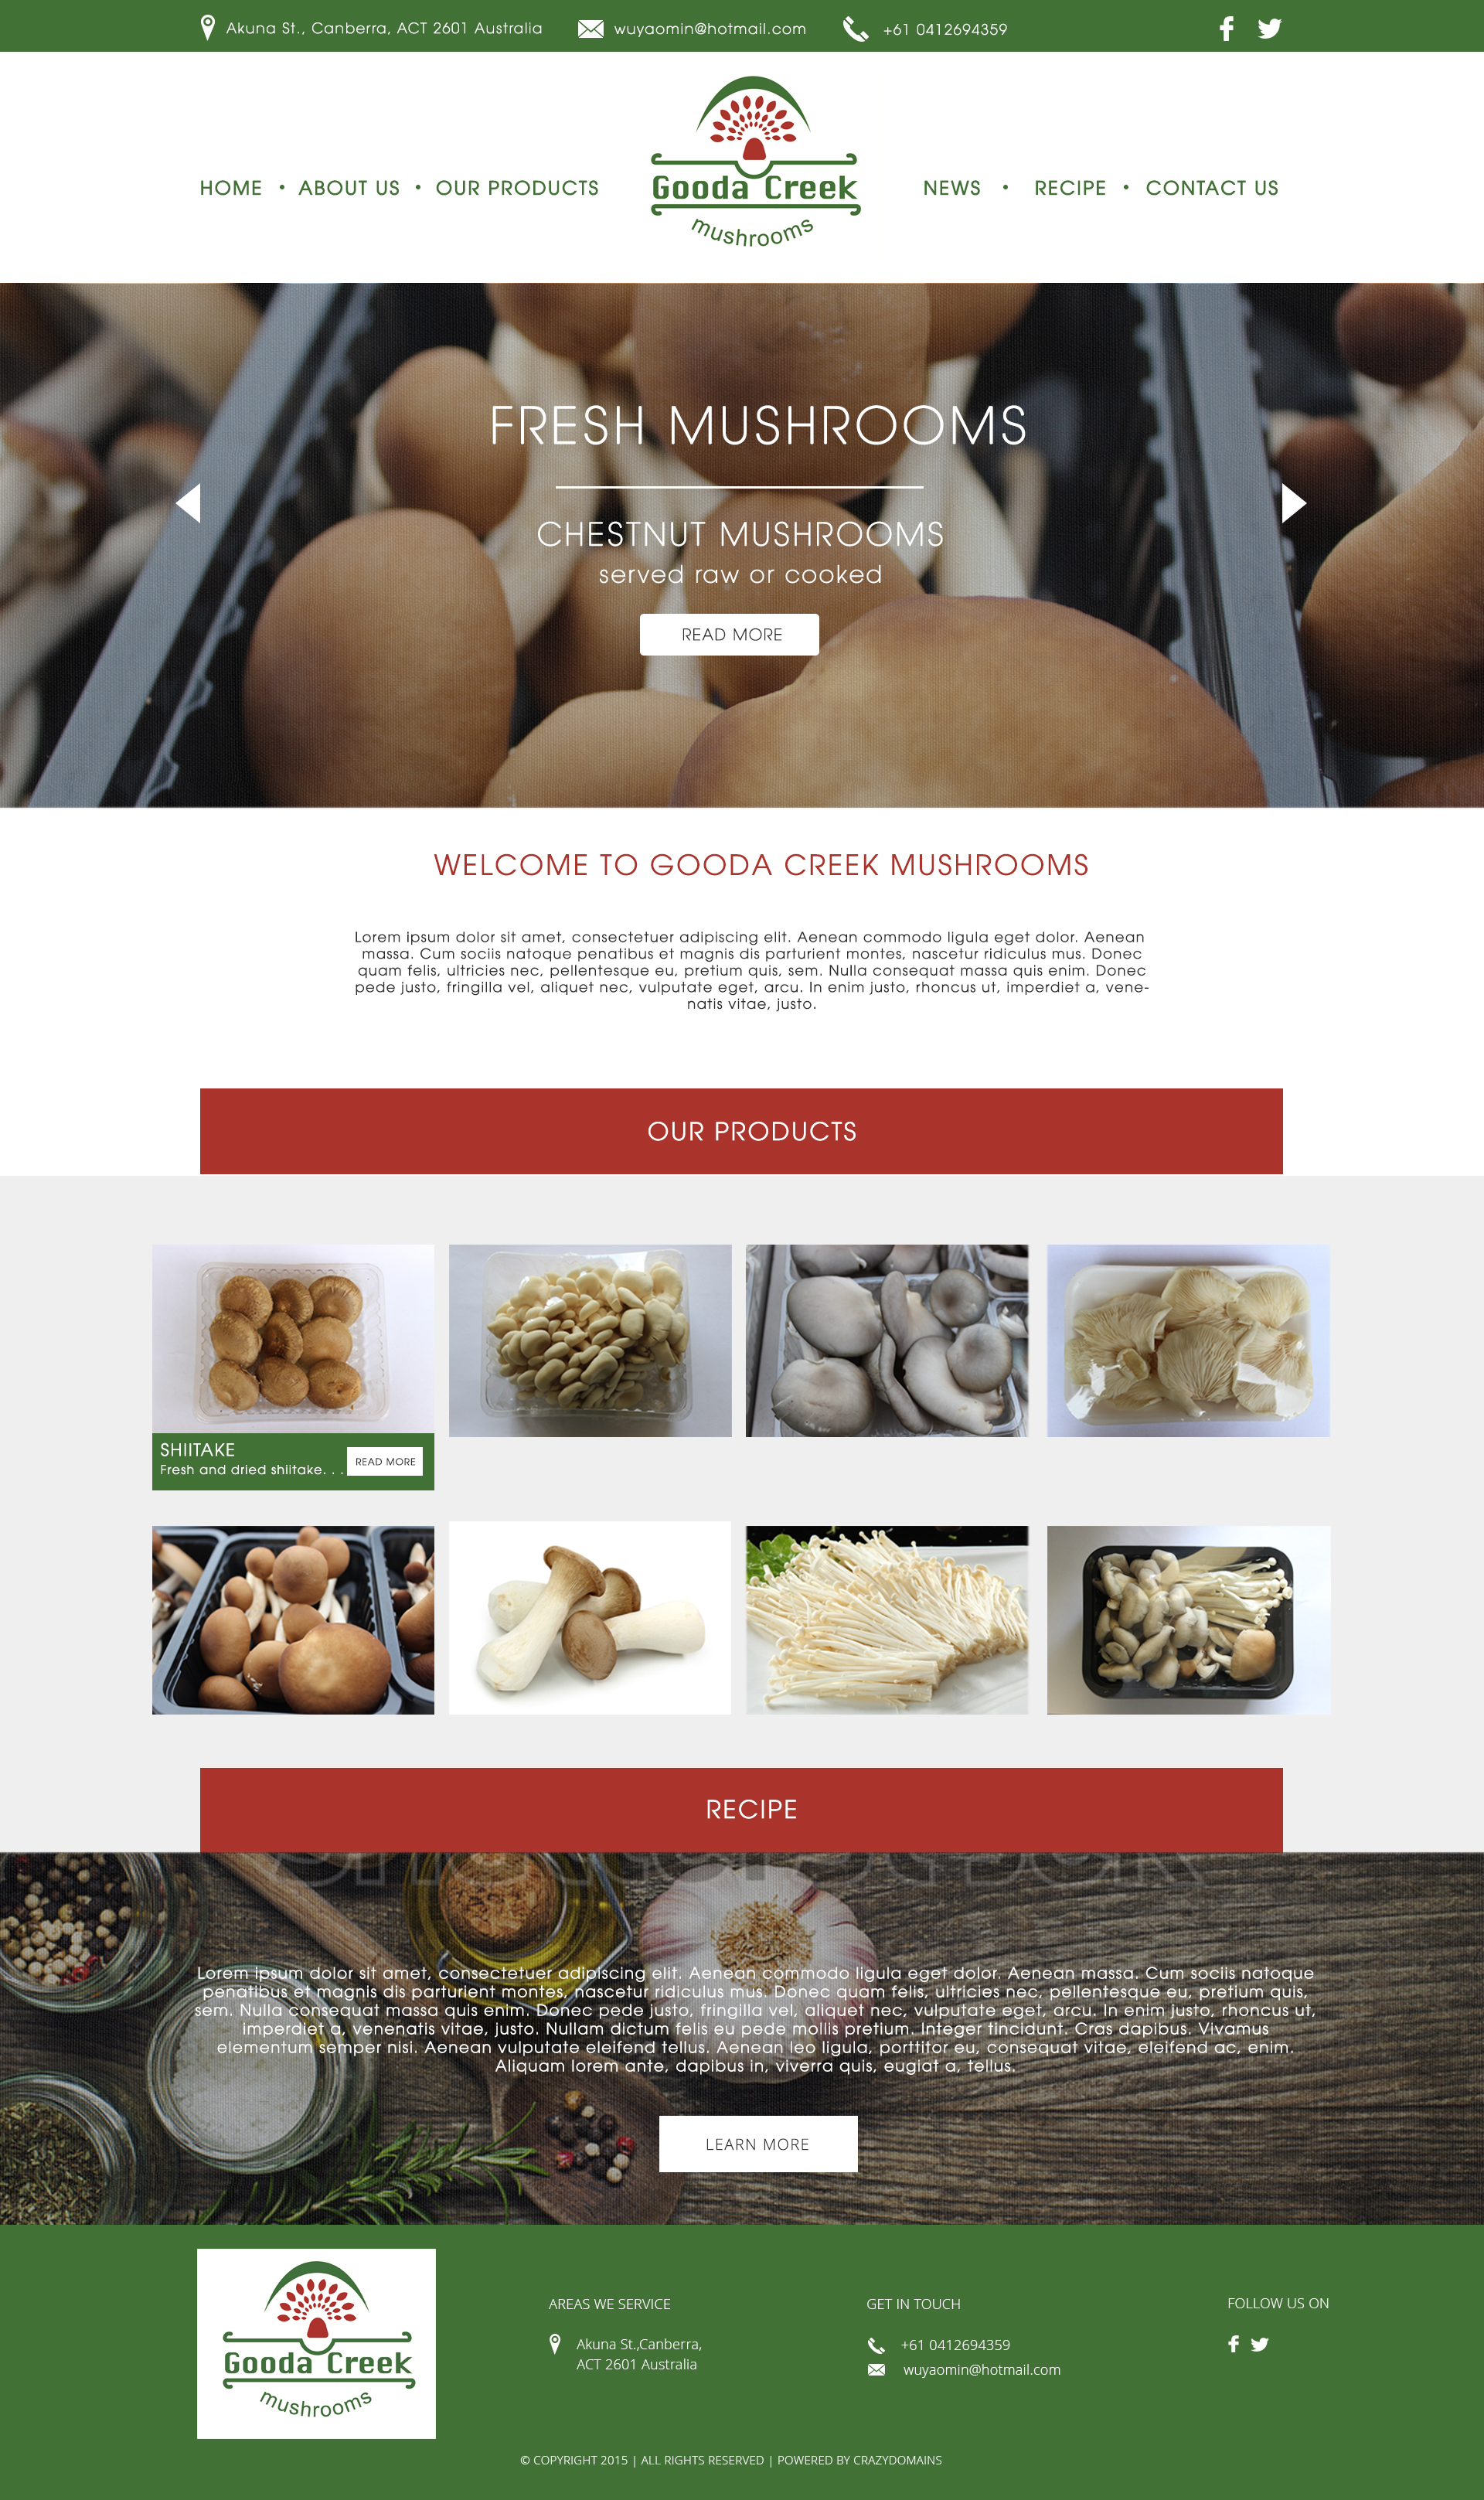 Akuna St., Canberra, ACT 2601 Australia
wuyaomin@hotmail.com
+61 0412694359
HOME • ABOUT US • OUR PRODUCTS
Gooda Creek
mushrooms
NEWS • RECIPE • CONTACT US
FRESH MUSHROOMS
CHESTNUT MUSHROOMS
served raw or cooked
READ MORE
WELCOME TO GOODA CREEK MUSHROOMS
Lorem ipsum dolor sit amet, consectetuer adipiscing elit. Aenean commodo ligula eget dolor. Aenean
massa. Cum sociis natoque penatibus et magnis dis parturient montes, nascetur ridiculus mus. Donec
quam felis, ultricies nec, pellentesque eu, pretium quis, sem. Nulla consequat massa quis enim. Donec
pede justo, fringilla vel, aliquet nec, vulputate eget, arcu. In enim justo, rhoncus ut, imperdiet a, vene-
natis vitae, justo.
OUR PRODUCTS
SHIITAKE
Fresh and dried shiitake. . .
READ MORE
RECIPE
Lorem ipsum dolor sit amet, consectetuer adipiscing elit. Aenean commodo ligula eget dolor. Aenean massa. Cum sociis natoque
penatibus et magnis dis parturient montes, nascetur ridiculus mus. Donec quam felis, ultricies nec, pellentesque eu, pretium quis,
sem. Nulla consequat massa quis enim. Donec pede justo, fringilla vel, aliquet nec, vulputate eget, arcu. In enim justo, rhoncus ut,
imperdiet a, venenatis vitae, justo. Nullam dictum felis eu pede mollis pretium. Integer tincidunt. Cras dapibus. Vivamus
elementum semper nisi. Aenean vulputate eleifend tellus. Aenean leo ligula, porttitor eu, consequat vitae, eleifend ac, enim.
Aliquam lorem ante, dapibus in, viverra quis, eugiat a, tellus.
LEARN MORE
Gooda Creek
mushrooms
AREAS WE SERVICE
Akuna St.,Canberra,
ACT 2601 Australia
GET IN TOUCH
+61 0412694359
wuyaomin@hotmail.com
FOLLOW US ON
© COPYRIGHT 2015 | ALL RIGHTS RESERVED | POWERED BY CRAZYDOMAINS